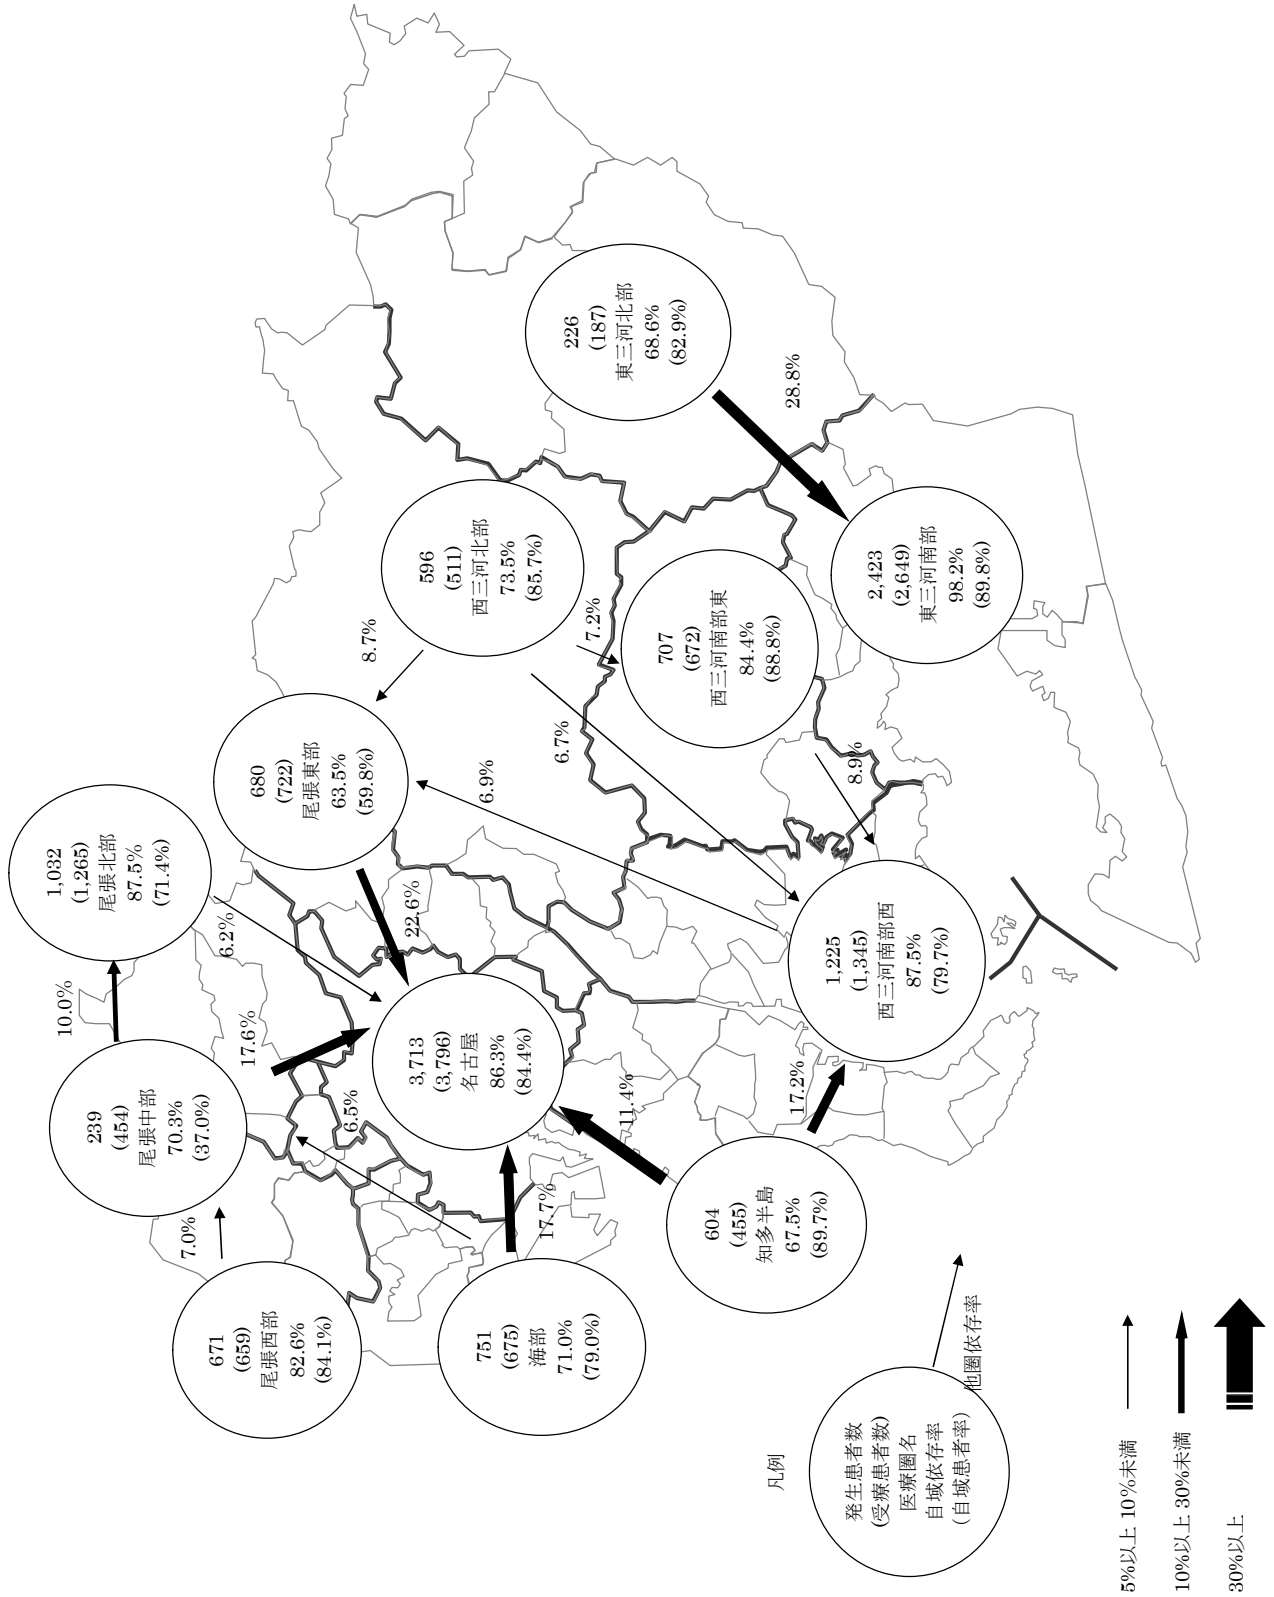 1,032
(1,265)
尾張北部
87.5%
(71.4%)
10.0%
239
(454)
尾張中部
70.3%
(37.0%)
7.0%
671
(659)
尾張西部
82.6%
(84.1%)
6.2%
17.6%
6.5%
680
(722)
尾張東部
63.5%
(59.8%)
22.6%
8.7%
596
(511)
西三河北部
73.5%
(85.7%)
7.2%
6.7%
6.9%
3,713
(3,796)
名古屋
86.3%
(84.4%)
751
(675)
海部
71.0%
(79.0%)
17.7%
11.4%
226
(187)
東三河北部
68.6%
(82.9%)
28.8%
707
(672)
西三河南部東
84.4%
(88.8%)
8.9%
2,423
(2,649)
東三河南部
98.2%
(89.8%)
1,225
(1,345)
西三河南部西
87.5%
(79.7%)
17.2%
604
(455)
知多半島
67.5%
(89.7%)
凡例
発生患者数
(受療患者数)
医療圏名
自域依存率
(自域患者率)
他圏依存率
5%以上 10%未満
10%以上 30%未満
30%以上